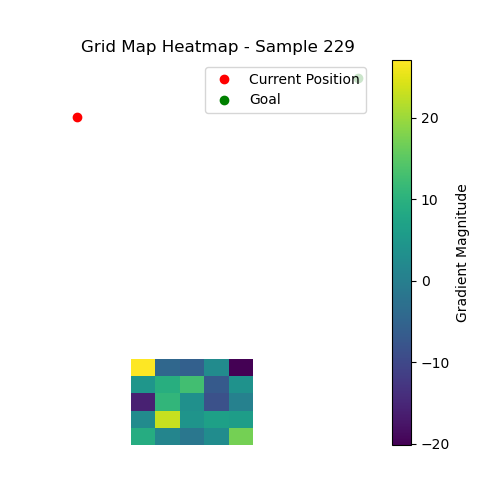 Grid Map Heatmap - Sample 229
Current Position
Goal
20
10
0
−10
−20
Gradient Magnitude